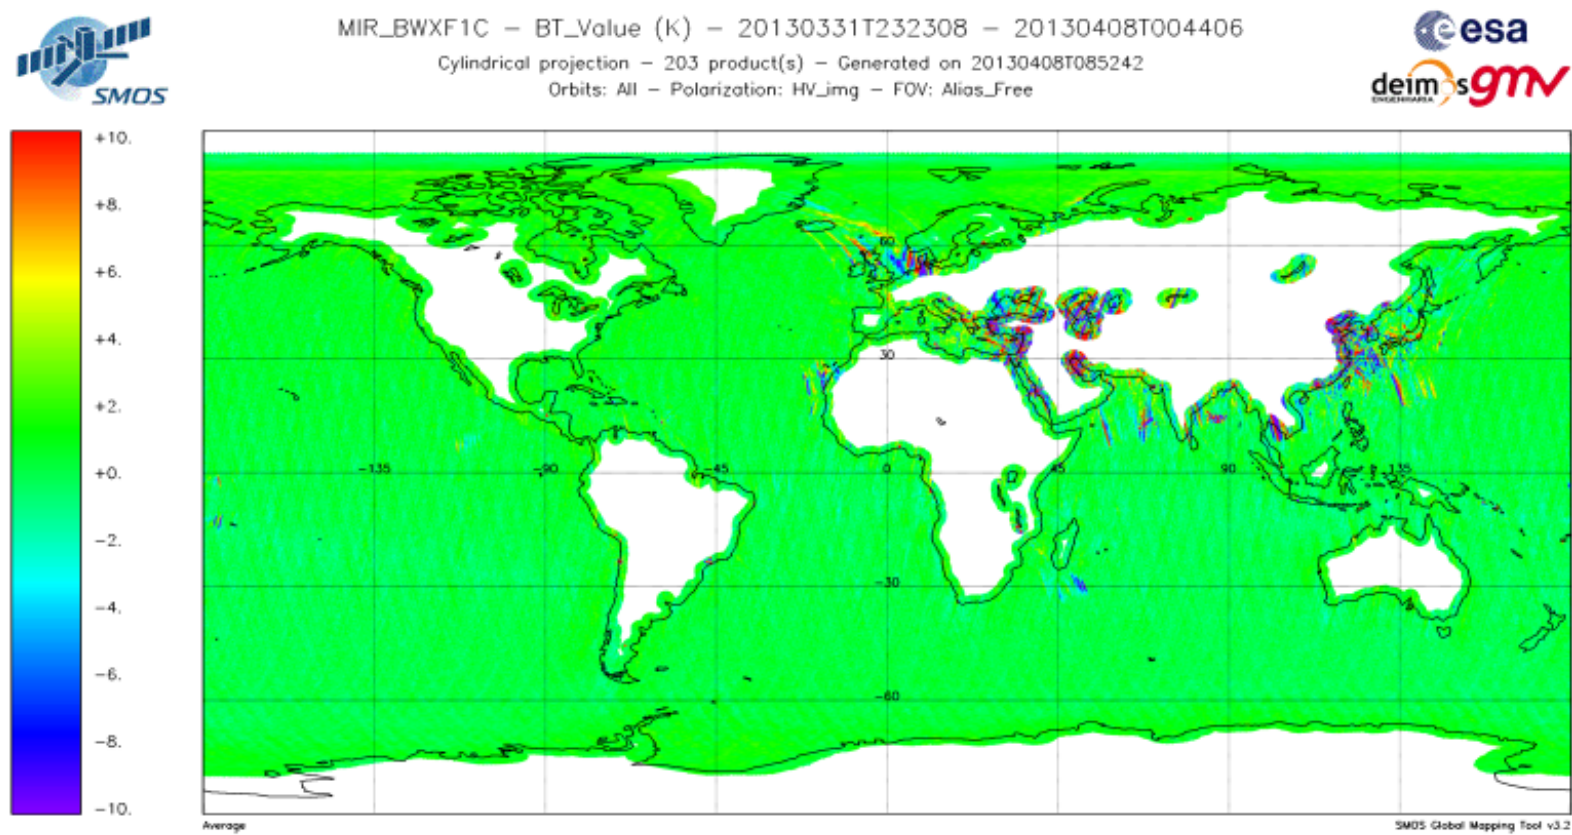 MIR_BWXF1C – BT_Value (K) – 20130331T232308 – 20130408T004406
Cylindrical projection – 203 product(s) – Generated on 20130408T085242
Orbits: All – Polarization: HV_img – FOV: Alias_Free
SMOS
esa
deimos gmv
ENGENHARIA
+10.
+8.
+6.
+4.
+2.
+0.
−2.
−4.
−6.
−8.
−10.
60
30
−135 −90 −45 0 45 90 135
−30
−60
Average
SMOS Global Mapping Tool v3.2